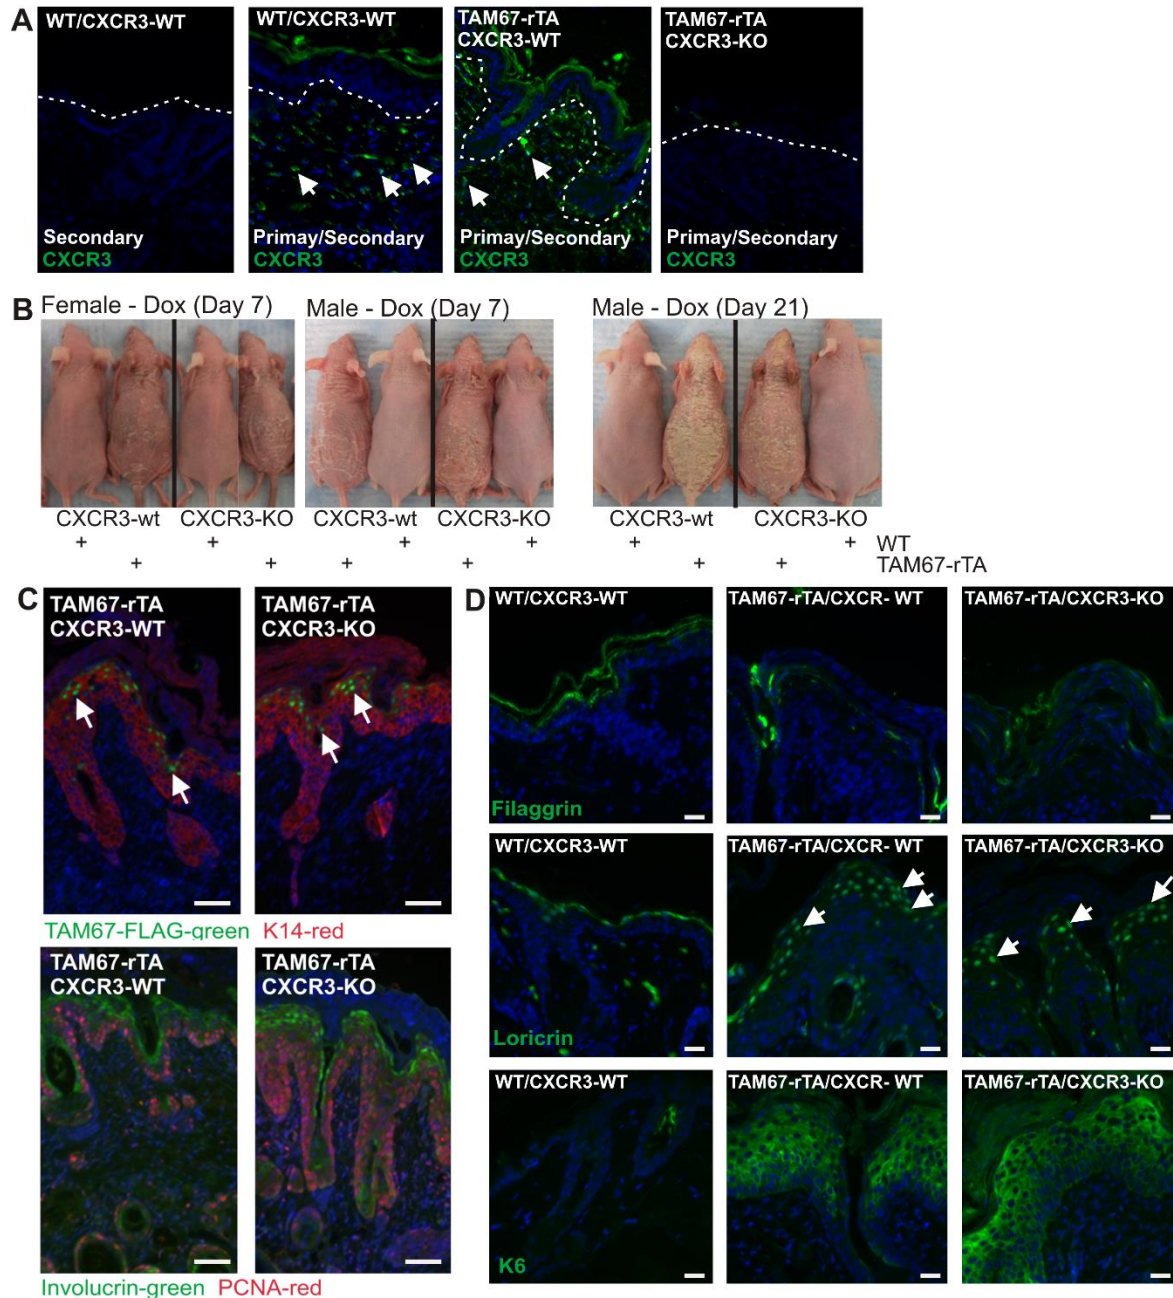 A
WT/CXCR3-WT
Secondary
CXCR3
WT/CXCR3-WT
Primay/Secondary
CXCR3
TAM67-rTA
CXCR3-WT
Primay/Secondary
CXCR3
TAM67-rTA
CXCR3-KO
Primay/Secondary
CXCR3
B
Female - Dox (Day 7)
Male - Dox (Day 7)
Male - Dox (Day 21)
CXCR3-wt CXCR3-KO CXCR3-wt CXCR3-KO CXCR3-wt CXCR3-KO
+ + + + + + WT
+ + + + + + TAM67-rTA
C
TAM67-rTA
CXCR3-WT
TAM67-rTA
CXCR3-KO
TAM67-FLAG-green K14-red
TAM67-rTA
CXCR3-WT
TAM67-rTA
CXCR3-KO
Involucrin-green PCNA-red
D
WT/CXCR3-WT
Filaggrin
TAM67-rTA/CXCR- WT
TAM67-rTA/CXCR3-KO
WT/CXCR3-WT
Loricrin
TAM67-rTA/CXCR- WT
TAM67-rTA/CXCR3-KO
WT/CXCR3-WT
K6
TAM67-rTA/CXCR- WT
TAM67-rTA/CXCR3-KO